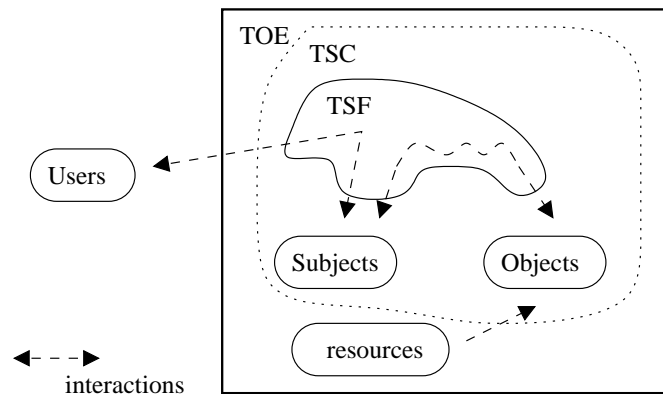 TOE
TSC
TSF
Users
Subjects
Objects
resources
interactions